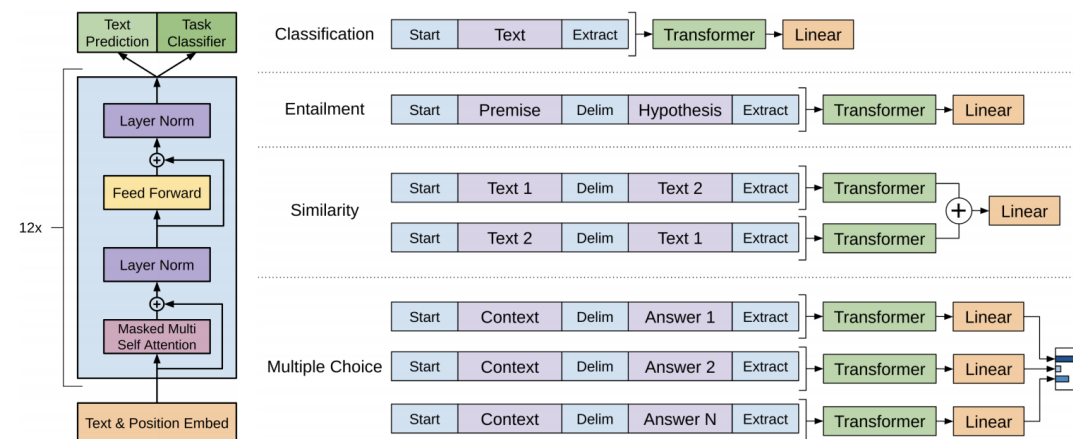 Text Prediction
Task Classifier
12x
Layer Norm
+
Feed Forward
Layer Norm
+
Masked Multi
Self Attention
Text & Position Embed
Classification
Start Text Extract Transformer Linear
Entailment
Start Premise Delim Hypothesis Extract Transformer Linear
Similarity
Start Text 1 Delim Text 2 Extract Transformer
+ Linear
Start Text 2 Delim Text 1 Extract Transformer
Multiple Choice
Start Context Delim Answer 1 Extract Transformer Linear
Start Context Delim Answer 2 Extract Transformer Linear
Start Context Delim Answer N Extract Transformer Linear